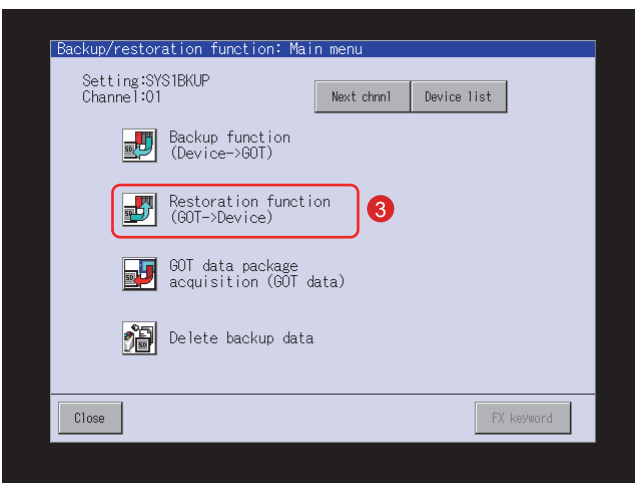 Backup/restoration function: Main menu
Setting:SYS1BKUP
Channel:01
Next chnnl
Device list
Backup function
(Device->GOT)
Restoration function
(GOT->Device)
3
GOT data package
acquisition (GOT data)
Delete backup data
Close
FX keyword